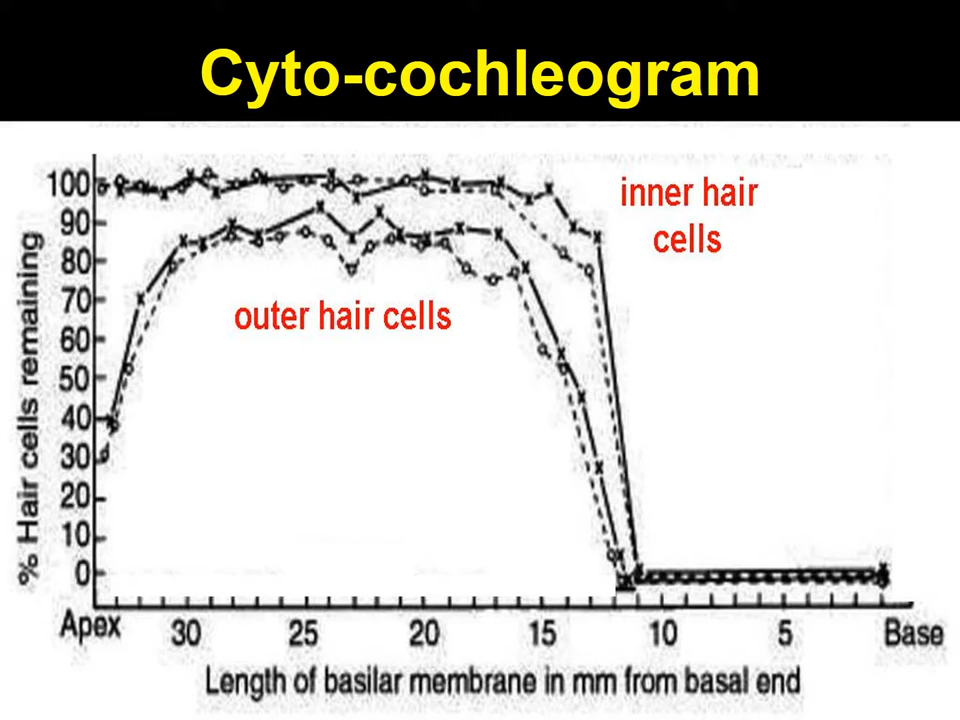 Cyto-cochleogram
inner hair
cells
outer hair cells
% Hair cells remaining
100
90
80
70
60
50
40
30
20
10
0
Apex 30 25 20 15 10 5 Base
Length of basilar membrane in mm from basal end